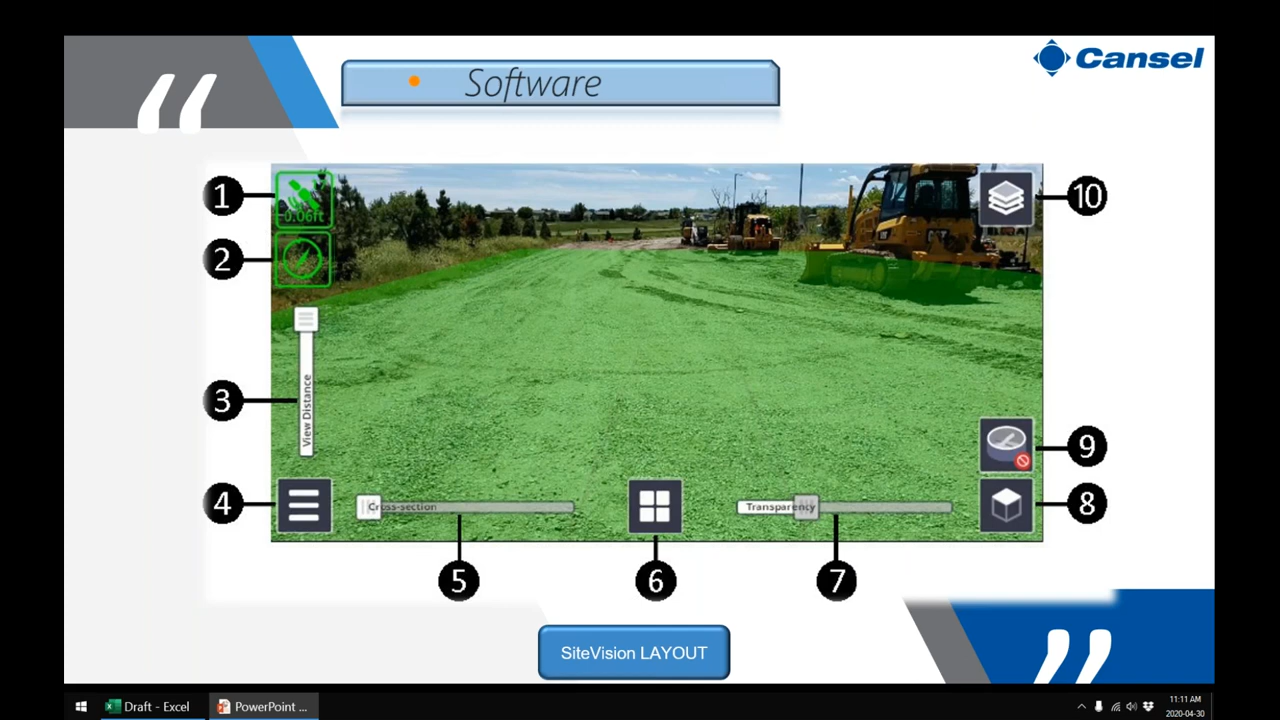 Software
Cansel
1
0.06ft
10
2
3
View Distance
9
4
Cross-section
Transparency
8
5
6
7
SiteVision LAYOUT
Draft - Excel
PowerPoint ...
11:11 AM
2020-04-30